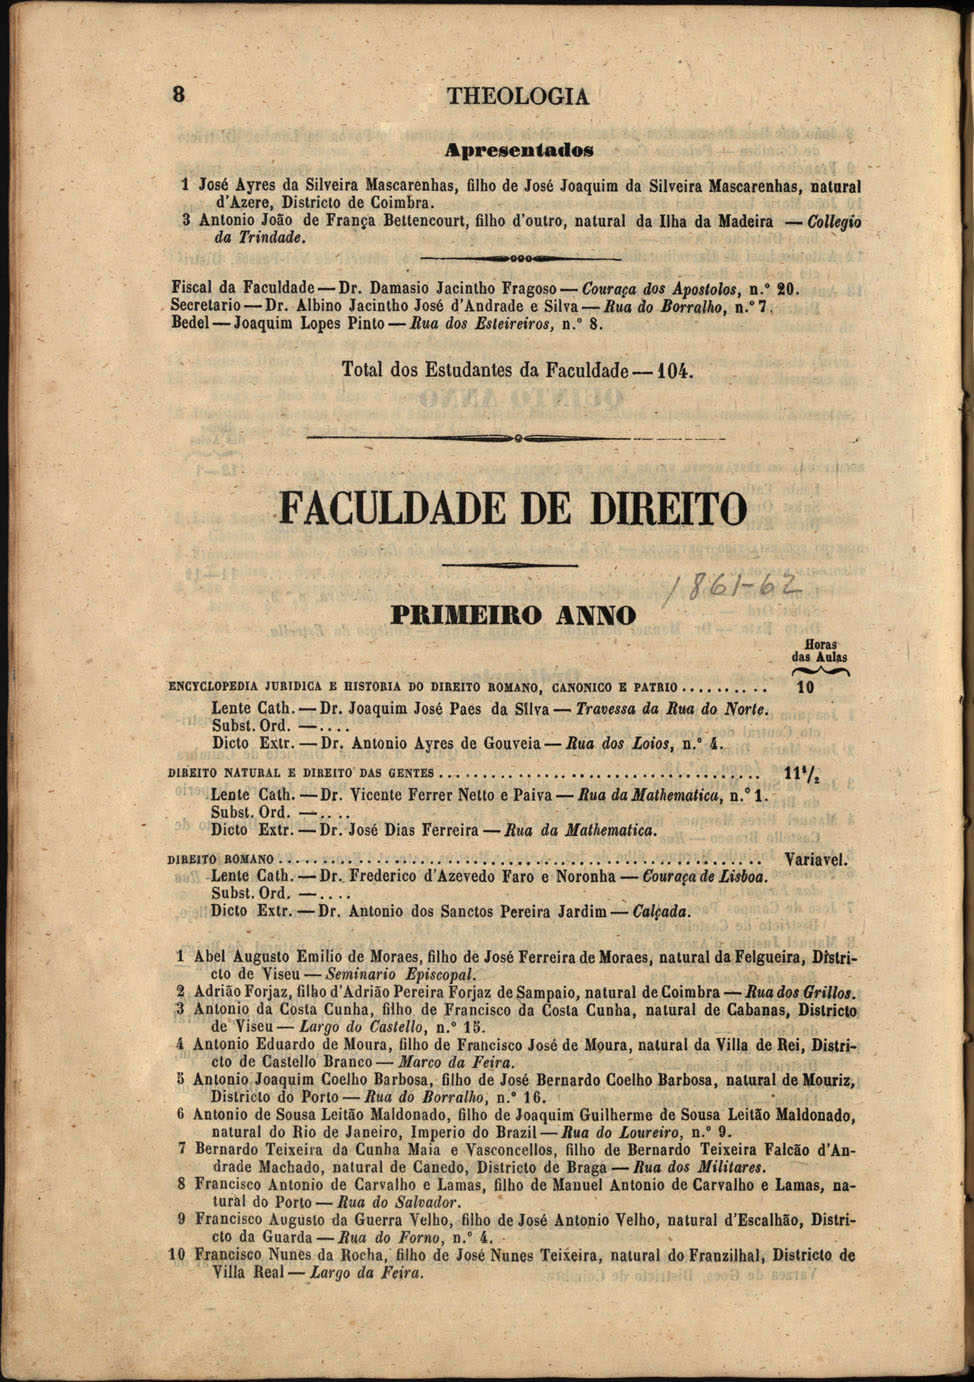 8 THEOLOGIA
Apresentados
1 José Ayres da Silveira Mascarenhas, filho de José Joaquim da Silveira Mascarenhas, natural
d'Azere, Districto de Coimbra.
3 Antonio João de França Bettencourt, filho d'outro, natural da Ilha da Madeira — Collegio
da Trindade.
Fiscal da Faculdade — Dr. Damasio Jacintho Fragoso — Couraça dos Apostolos, n.º 20.
Secretario — Dr. Albino Jacintho José d'Andrade e Silva — Rua do Borralho, n.º 7.
Bedel — Joaquim Lopes Pinto — Rua dos Esteireiros, n.º 8.
Total dos Estudantes da Faculdade — 104.
FACULDADE DE DIREITO
1861-62
PRIMEIRO ANNO
Horas
das Aulas
ENCYCLOPEDIA JURIDICA E HISTORIA DO DIREITO ROMANO, CANONICO E PATRIO .......... 10
Lente Cath. — Dr. Joaquim José Paes da Silva — Travessa da Rua do Norte.
Subst. Ord. — ....
Dicto Extr. — Dr. Antonio Ayres de Gouveia — Rua dos Loios, n.º 4.
DIREITO NATURAL E DIREITO DAS GENTES ...................................... 11 1/2
Lente Cath. — Dr. Vicente Ferrer Netto e Paiva — Rua da Mathematica, n.º 1.
Subst. Ord. — ....
Dicto Extr. — Dr. José Dias Ferreira — Rua da Mathematica.
DIREITO ROMANO ......................................................... Variavel.
Lente Cath. — Dr. Frederico d'Azevedo Faro e Noronha — Couraça de Lisboa.
Subst. Ord. — ....
Dicto Extr. — Dr. Antonio dos Sanctos Pereira Jardim — Calçada.
1 Abel Augusto Emilio de Moraes, filho de José Ferreira de Moraes, natural da Felgueira, Distri-
cto de Viseu — Seminario Episcopal.
2 Adrião Forjaz, filho d'Adrião Pereira Forjaz de Sampaio, natural de Coimbra — Rua dos Grillos.
3 Antonio da Costa Cunha, filho de Francisco da Costa Cunha, natural de Cabanas, Districto
de Viseu — Largo do Castello, n.º 15.
4 Antonio Eduardo de Moura, filho de Francisco José de Moura, natural da Villa de Rei, Distri-
cto de Castello Branco — Marco da Feira.
5 Antonio Joaquim Coelho Barbosa, filho de José Bernardo Coelho Barbosa, natural de Mouriz,
Districto do Porto — Rua do Borralho, n.º 16.
6 Antonio de Sousa Leitão Maldonado, filho de Joaquim Guilherme de Sousa Leitão Maldonado,
natural do Rio de Janeiro, Imperio do Brazil — Rua do Loureiro, n.º 9.
7 Bernardo Teixeira da Cunha Maia e Vasconcellos, filho de Bernardo Teixeira Falcão d'An-
drade Machado, natural de Canedo, Districto de Braga — Rua dos Militares.
8 Francisco Antonio de Carvalho e Lamas, filho de Manuel Antonio de Carvalho e Lamas, na-
tural do Porto — Rua do Salvador.
9 Francisco Augusto da Guerra Velho, filho de José Antonio Velho, natural d'Escalhão, Distri-
cto da Guarda — Rua do Forno, n.º 4.
10 Francisco Nunes da Rocha, filho de José Nunes Teixeira, natural do Franzilhal, Districto de
Villa Real — Largo da Feira.